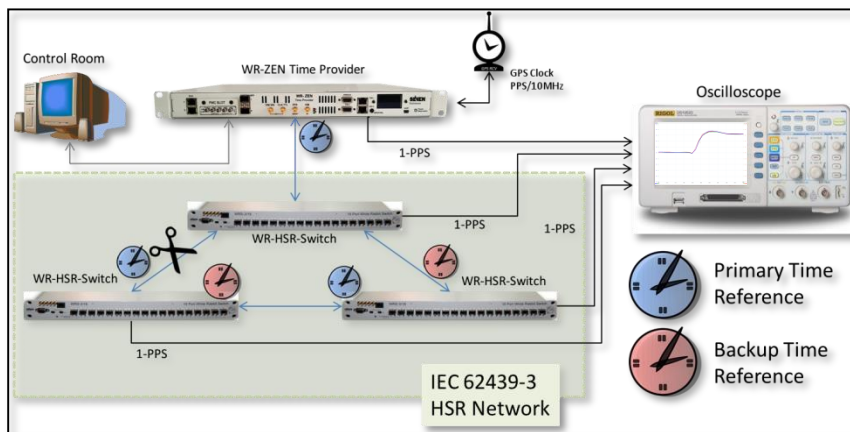 Control Room
WR-ZEN Time Provider
GPS Clock
PPS/10MHz
Oscilloscope
RIGOL
1-PPS
1-PPS
1-PPS
WR-HSR-Switch
WR-HSR-Switch
WR-HSR-Switch
1-PPS
Primary Time
Reference
Backup Time
Reference
IEC 62439-3
HSR Network